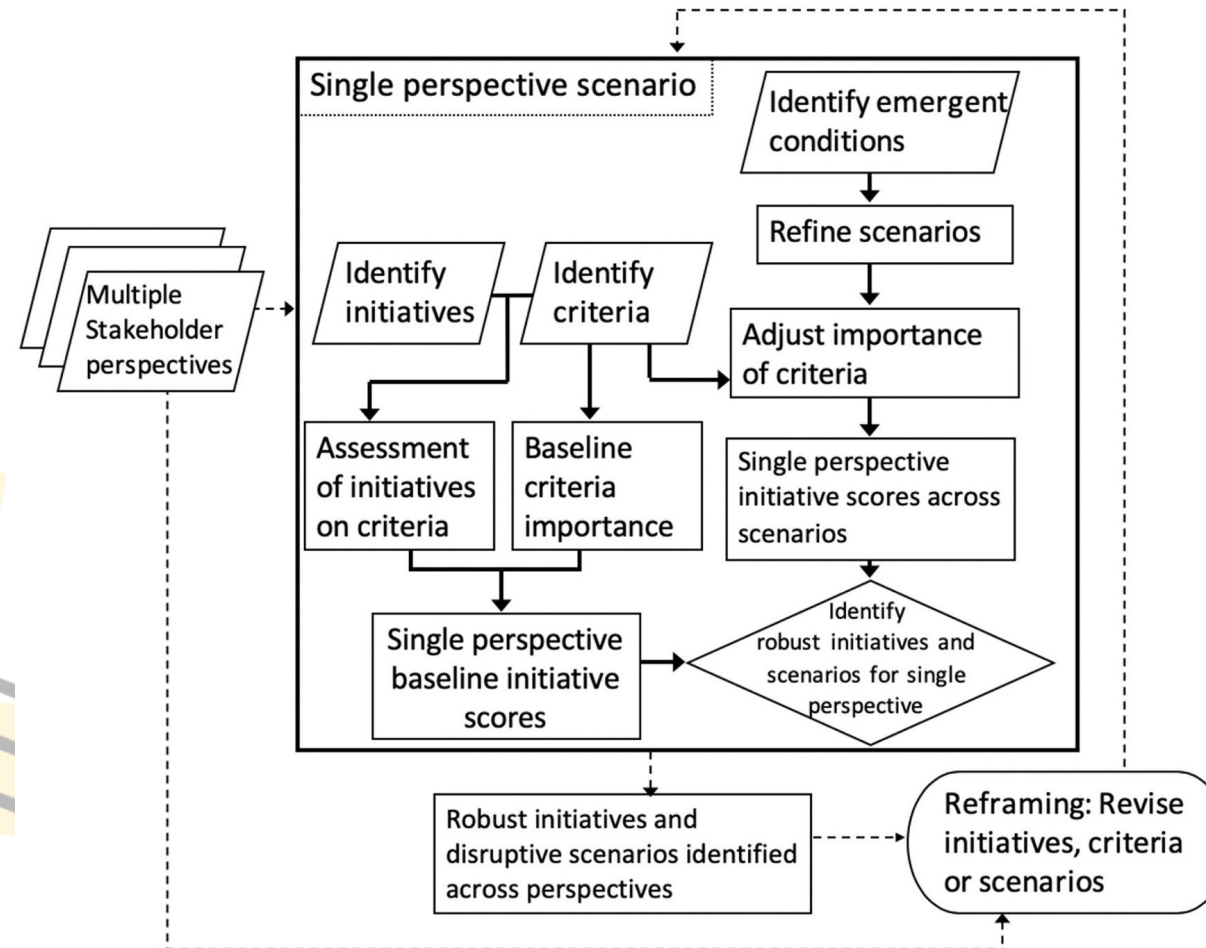 Single perspective scenario
Identify emergent
conditions
Refine scenarios
Multiple
Stakeholder
perspectives
Identify
initiatives
Identify
criteria
Adjust importance
of criteria
Assessment
of initiatives
on criteria
Baseline
criteria
importance
Single perspective
initiative scores across
scenarios
Single perspective
baseline initiative
scores
Identify
robust initiatives and
scenarios for single
perspective
Robust initiatives and
disruptive scenarios identified
across perspectives
Reframing: Revise
initiatives, criteria
or scenarios